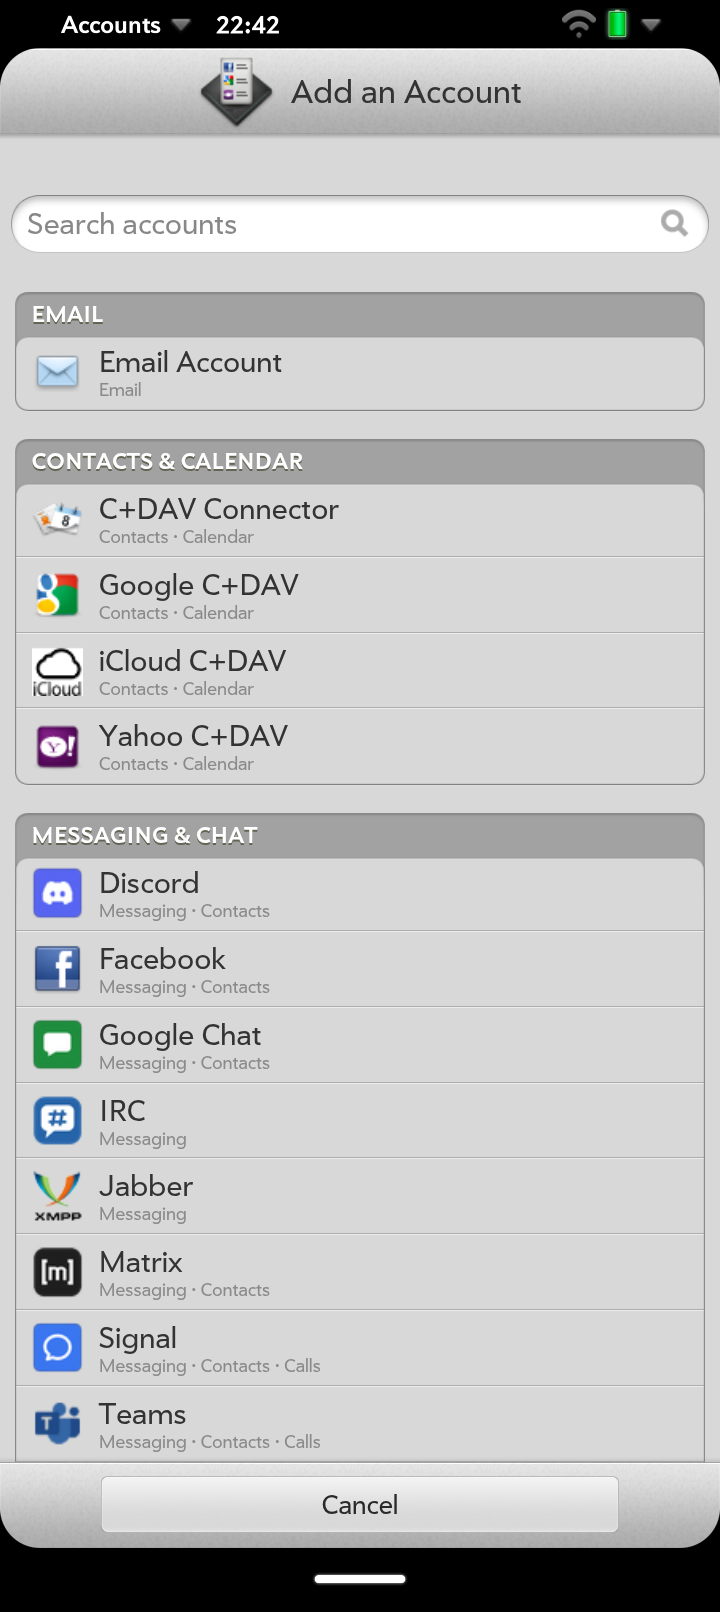 Accounts 22:42
Add an Account
Search accounts
EMAIL
Email Account
Email
CONTACTS & CALENDAR
8
C+DAV Connector
Contacts · Calendar
Google C+DAV
Contacts · Calendar
iCloud
iCloud C+DAV
Contacts · Calendar
Y!
Yahoo C+DAV
Contacts · Calendar
MESSAGING & CHAT
Discord
Messaging · Contacts
f
Facebook
Messaging · Contacts
Google Chat
Messaging · Contacts
#
IRC
Messaging
XMPP
Jabber
Messaging
[m]
Matrix
Messaging · Contacts
Signal
Messaging · Contacts · Calls
T
Teams
Messaging · Contacts · Calls
Cancel